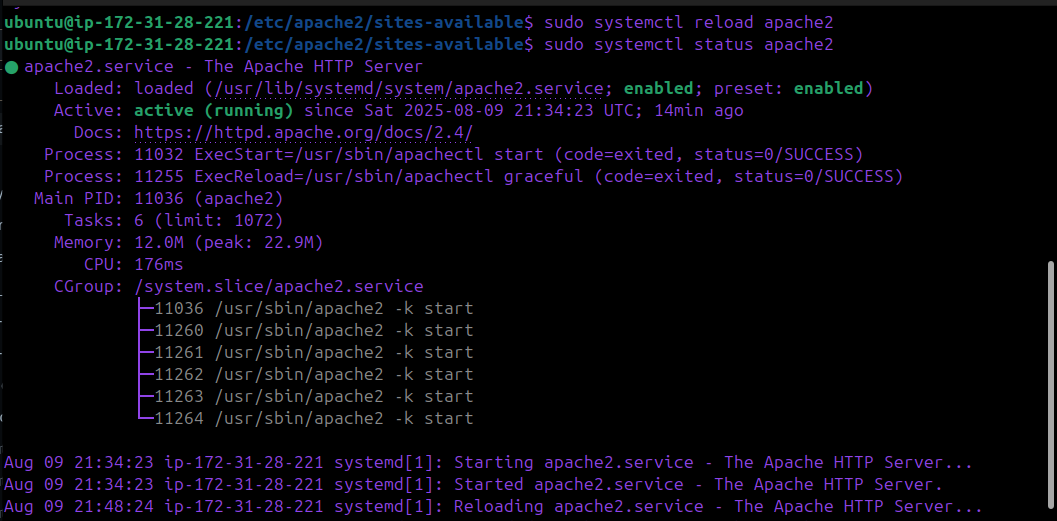 ubuntu@ip-172-31-28-221:/etc/apache2/sites-available$ sudo systemctl reload apache2
ubuntu@ip-172-31-28-221:/etc/apache2/sites-available$ sudo systemctl status apache2
● apache2.service - The Apache HTTP Server
Loaded: loaded (/usr/lib/systemd/system/apache2.service; enabled; preset: enabled)
Active: active (running) since Sat 2025-08-09 21:34:23 UTC; 14min ago
Docs: https://httpd.apache.org/docs/2.4/
Process: 11032 ExecStart=/usr/sbin/apachectl start (code=exited, status=0/SUCCESS)
Process: 11255 ExecReload=/usr/sbin/apachectl graceful (code=exited, status=0/SUCCESS)
Main PID: 11036 (apache2)
Tasks: 6 (limit: 1072)
Memory: 12.0M (peak: 22.9M)
CPU: 176ms
CGroup: /system.slice/apache2.service
├─11036 /usr/sbin/apache2 -k start
├─11260 /usr/sbin/apache2 -k start
├─11261 /usr/sbin/apache2 -k start
├─11262 /usr/sbin/apache2 -k start
├─11263 /usr/sbin/apache2 -k start
└─11264 /usr/sbin/apache2 -k start
Aug 09 21:34:23 ip-172-31-28-221 systemd[1]: Starting apache2.service - The Apache HTTP Server...
Aug 09 21:34:23 ip-172-31-28-221 systemd[1]: Started apache2.service - The Apache HTTP Server.
Aug 09 21:48:24 ip-172-31-28-221 systemd[1]: Reloading apache2.service - The Apache HTTP Server...